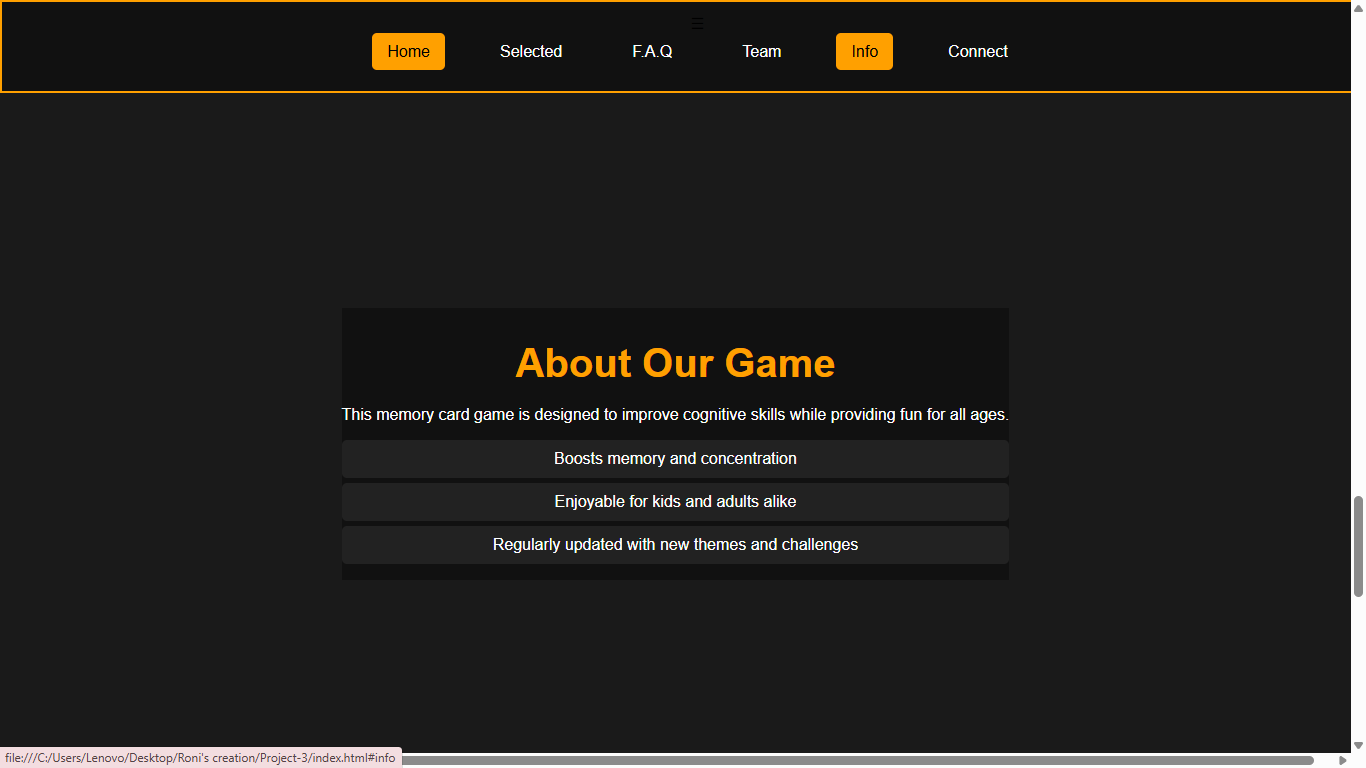 ☰
Home Selected F.A.Q Team Info Connect
About Our Game
This memory card game is designed to improve cognitive skills while providing fun for all ages.
Boosts memory and concentration
Enjoyable for kids and adults alike
Regularly updated with new themes and challenges
file:///C:/Users/Lenovo/Desktop/Roni's creation/Project-3/index.html#info